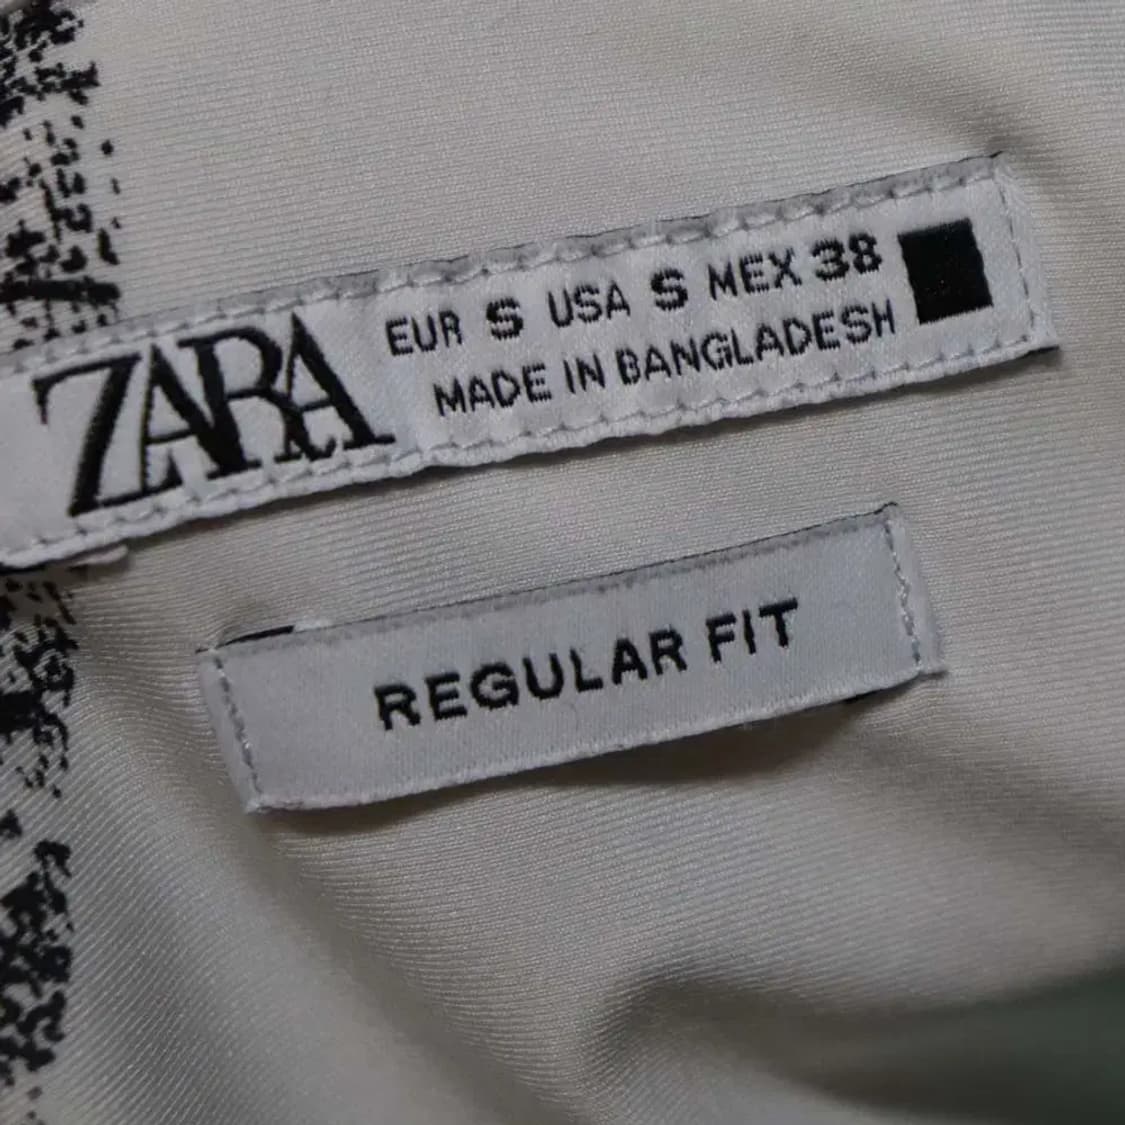 ZARA
EUR S USA S MEX 38
MADE IN BANGLADESH
REGULAR FIT